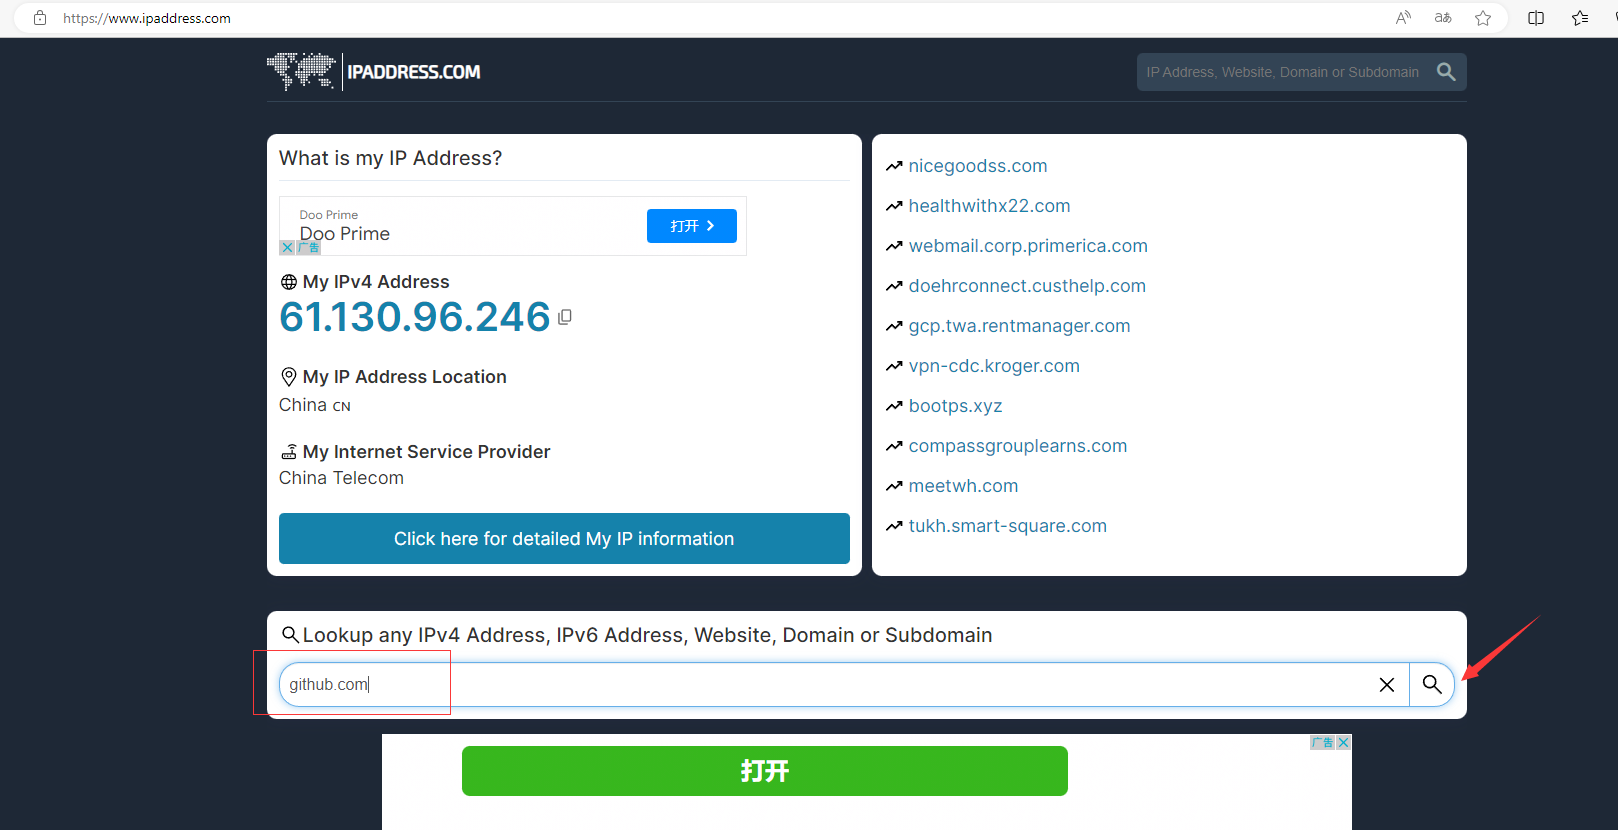 https://www.ipaddress.com
IPADDRESS.COM
IP Address, Website, Domain or Subdomain
What is my IP Address?
Doo Prime
Doo Prime
打开
广告
My IPv4 Address
61.130.96.246
My IP Address Location
China CN
My Internet Service Provider
China Telecom
Click here for detailed My IP information
nicegoodss.com
healthwithx22.com
webmail.corp.primerica.com
doehrconnect.custhelp.com
gcp.twa.rentmanager.com
vpn-cdc.kroger.com
bootps.xyz
compassgrouplearns.com
meetwh.com
tukh.smart-square.com
Lookup any IPv4 Address, IPv6 Address, Website, Domain or Subdomain
github.com
广告
打开